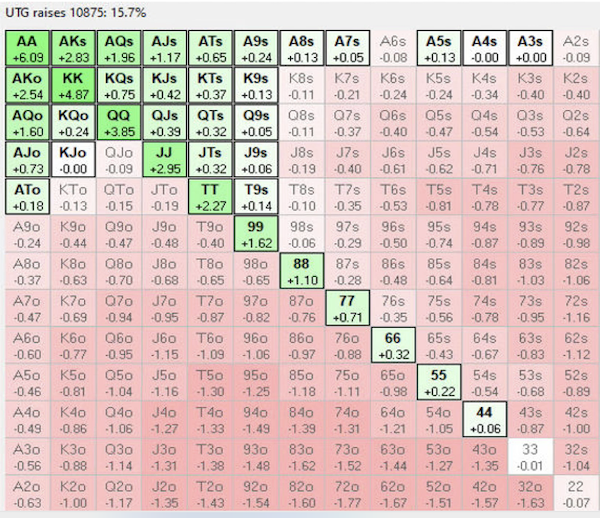 UTG raises 10875: 15.7%
AA AKs AQs AJs ATs A9s A8s A7s A6s A5s A4s A3s A2s
+6.09 +2.83 +1.96 +1.17 +0.65 +0.24 +0.13 +0.05 -0.08 +0.13 -0.00 +0.00 -0.09
AKo KK KQs KJs KTs K9s K8s K7s K6s K5s K4s K3s K2s
+2.54 +4.87 +0.75 +0.42 +0.37 +0.13 -0.11 -0.21 -0.24 -0.24 -0.34 -0.40 -0.40
AQo KQo QQ QJs QTs Q9s Q8s Q7s Q6s Q5s Q4s Q3s Q2s
+1.60 +0.24 +3.85 +0.39 +0.32 +0.05 -0.11 -0.37 -0.40 -0.47 -0.54 -0.53 -0.64
AJo KJo QJo JJ JTs J9s J8s J7s J6s J5s J4s J3s J2s
+0.73 -0.00 -0.09 +2.95 +0.32 +0.06 -0.19 -0.40 -0.61 -0.62 -0.71 -0.76 -0.78
ATo KTo QTo JTo TT T9s T8s T7s T6s T5s T4s T3s T2s
+0.18 -0.13 -0.15 -0.19 +2.27 +0.14 -0.10 -0.35 -0.53 -0.81 -0.78 -0.77 -0.87
A9o K9o Q9o J9o T9o 99 98s 97s 96s 95s 94s 93s 92s
-0.24 -0.44 -0.47 -0.48 -0.40 +1.62 -0.06 -0.29 -0.50 -0.74 -0.87 -0.89 -0.98
A8o K8o Q8o J8o T8o 98o 88 87s 86s 85s 84s 83s 82s
-0.37 -0.63 -0.70 -0.68 -0.65 -0.65 +1.10 -0.28 -0.48 -0.64 -0.81 -1.03 -1.06
A7o K7o Q7o J7o T7o 97o 87o 77 76s 75s 74s 73s 72s
-0.47 -0.69 -0.94 -0.95 -0.87 -0.82 -0.76 +0.71 -0.35 -0.56 -0.78 -0.95 -1.16
A6o K6o Q6o J6o T6o 96o 86o 76o 66 65s 64s 63s 62s
-0.60 -0.77 -0.95 -1.15 -1.09 -1.06 -0.97 -0.88 +0.32 -0.43 -0.67 -0.83 -1.12
A5o K5o Q5o J5o T5o 95o 85o 75o 65o 55 54s 53s 52s
-0.46 -0.81 -1.04 -1.16 -1.30 -1.25 -1.18 -1.11 -0.98 +0.22 -0.54 -0.68 -0.89
A4o K4o Q4o J4o T4o 94o 84o 74o 64o 54o 44 43s 42s
-0.49 -0.86 -1.06 -1.27 -1.33 -1.49 -1.39 -1.31 -1.21 -1.05 +0.06 -0.87 -1.00
A3o K3o Q3o J3o T3o 93o 83o 73o 63o 53o 43o 33 32s
-0.56 -0.88 -1.14 -1.31 -1.38 -1.48 -1.62 -1.52 -1.44 -1.27 -1.35 -0.01 -1.04
A2o K2o Q2o J2o T2o 92o 82o 72o 62o 52o 42o 32o 22
-0.63 -1.00 -1.17 -1.35 -1.43 -1.54 -1.60 -1.77 -1.67 -1.51 -1.57 -1.63 -0.07